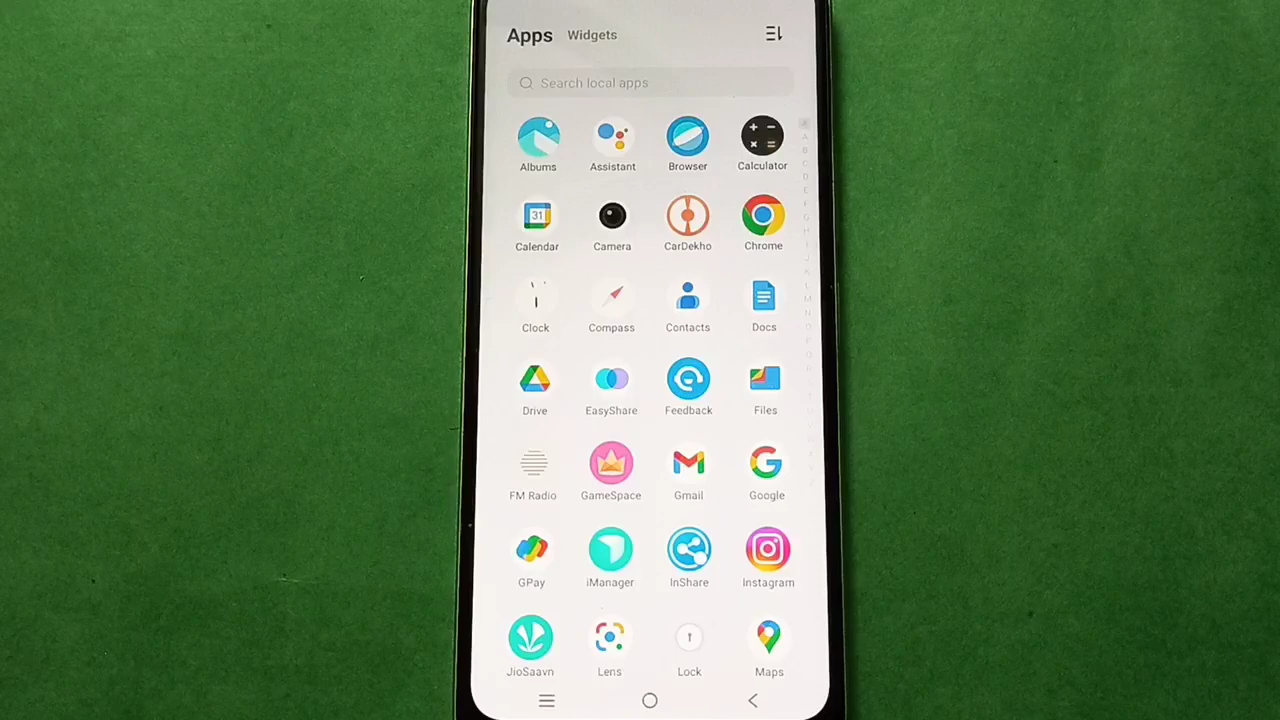 Apps Widgets
Search local apps
Albums Assistant Browser Calculator
31
Calendar Camera CarDekho Chrome
Clock Compass Contacts Docs
Drive EasyShare Feedback Files
FM Radio GameSpace Gmail Google
GPay iManager InShare Instagram
JioSaavn Lens Lock Maps